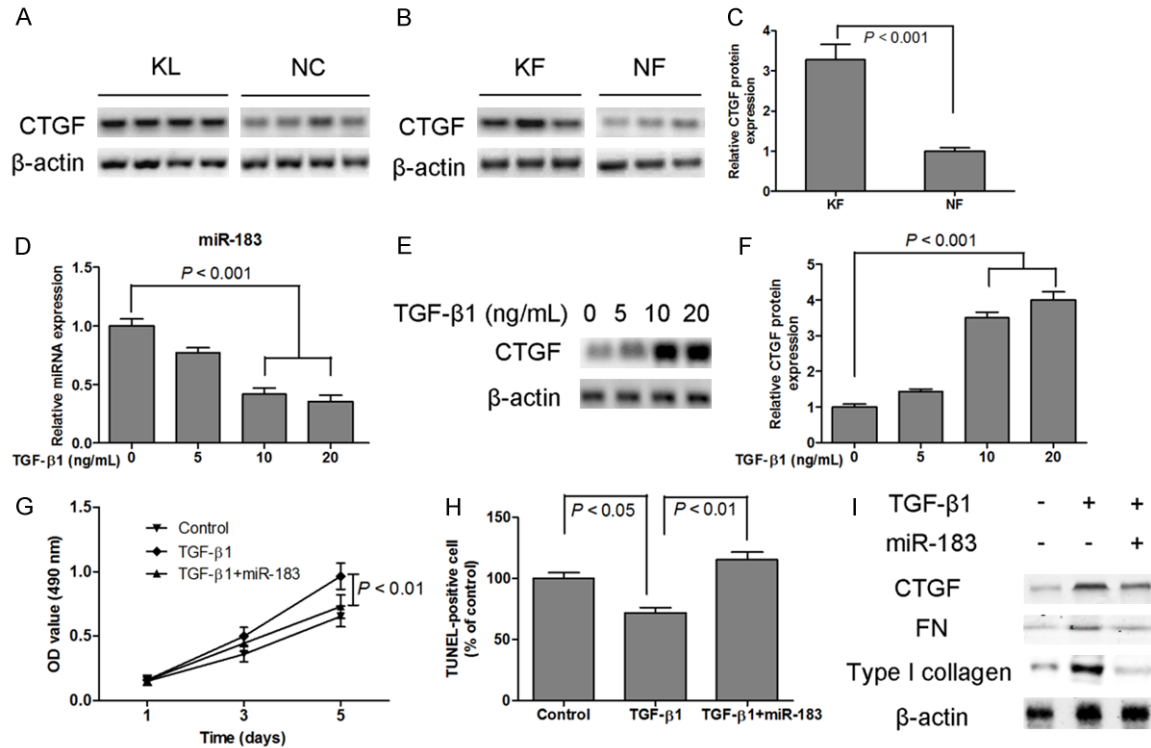 A
KL NC
CTGF
β-actin
B
KF NF
CTGF
β-actin
C
P < 0.001
Relative CTGF protein
expression
4
3
2
1
0
KF NF
D
miR-183
P < 0.001
Relative miRNA expression
1.5
1.0
0.5
0.0
TGF-β1 (ng/mL) 0 5 10 20
E
TGF-β1 (ng/mL) 0 5 10 20
CTGF
β-actin
F
P < 0.001
Relative CTGF protein
expression
5
4
3
2
1
0
TGF-β1 (ng/mL) 0 5 10 20
G
Control
TGF-β1
TGF-β1+miR-183
P < 0.01
OD value (490 nm)
1.5
1.0
0.5
0.0
1 3 5
Time (days)
H
P < 0.05 P < 0.01
TUNEL-positive cell
(% of control)
150
100
50
0
Control TGF-β1 TGF-β1+miR-183
I
TGF-β1 - + +
miR-183 - - +
CTGF
FN
Type I collagen
β-actin